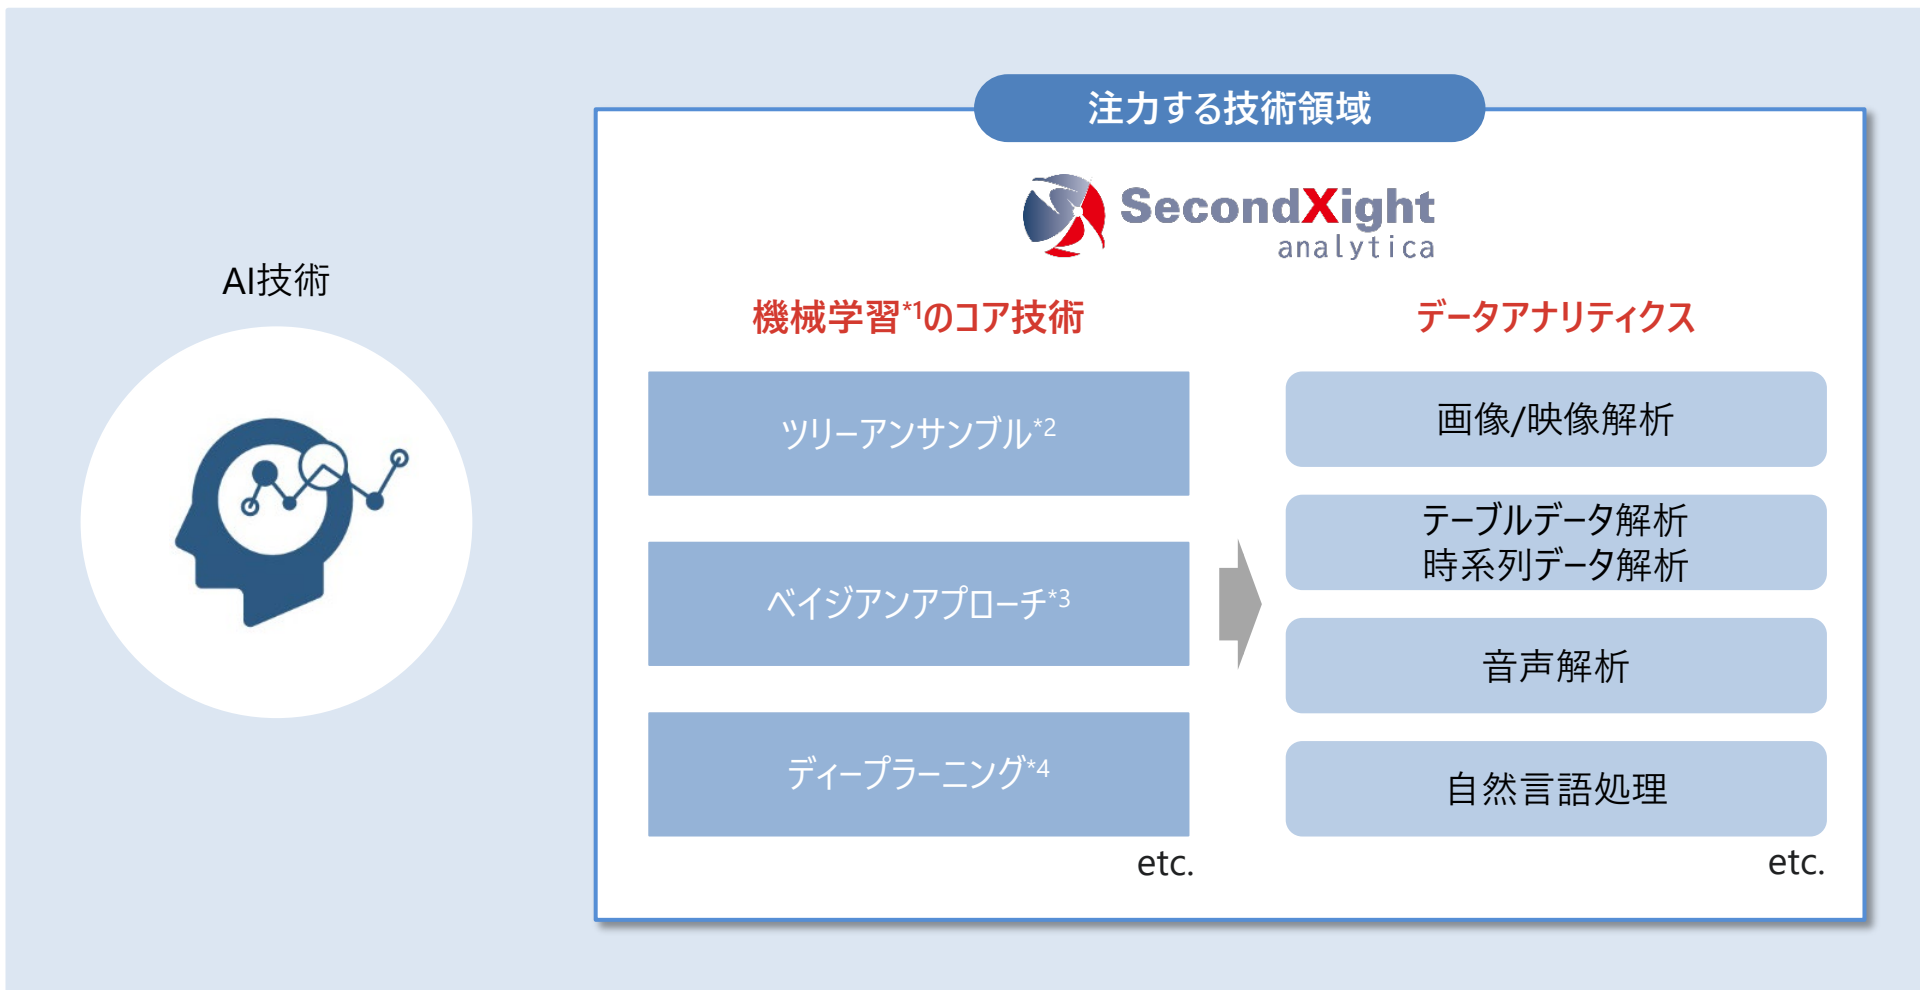 注力する技術領域
SecondXight
analytica
AI技術
機械学習*1のコア技術
ツリーアンサンブル*2
ベイジアンアプローチ*3
ディープラーニング*4
etc.
データアナリティクス
画像/映像解析
テーブルデータ解析
時系列データ解析
音声解析
自然言語処理
etc.